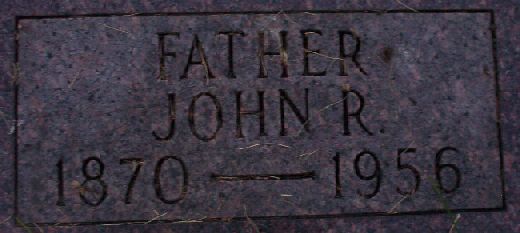 FATHER
JOHN R.
1870 — 1956